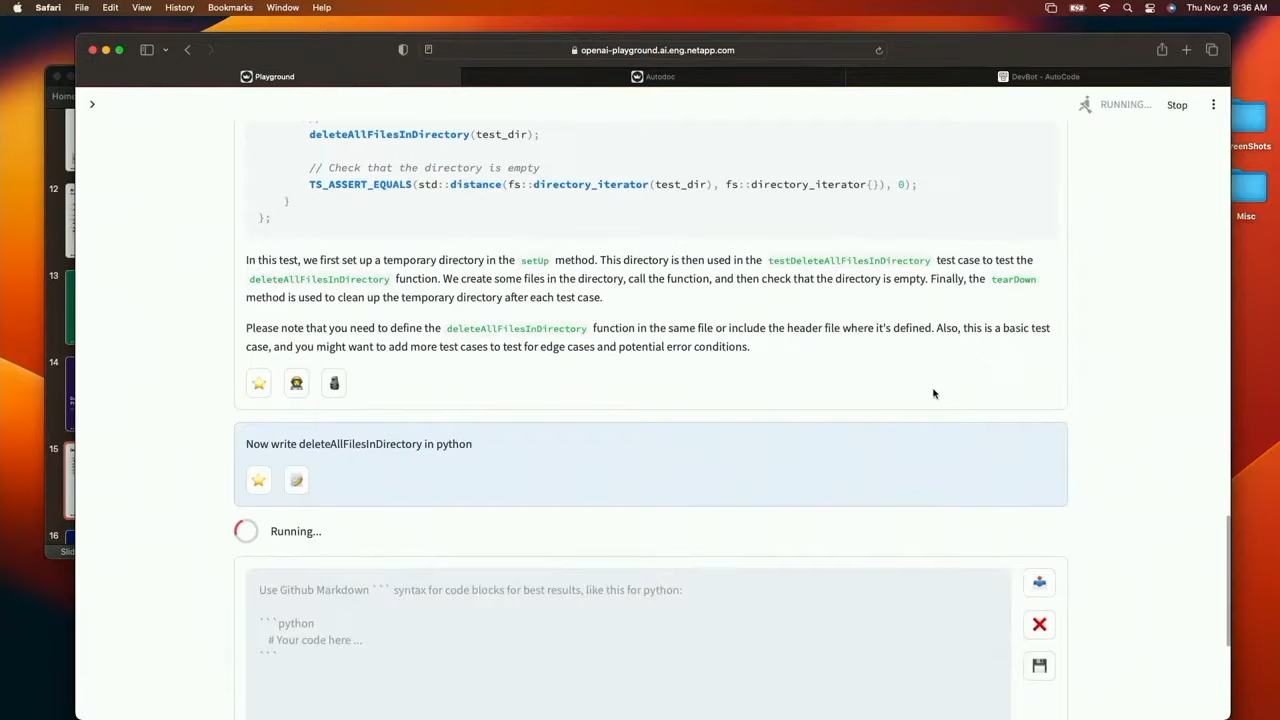 Safari File Edit View History Bookmarks Window Help Thu Nov 2 9:36 AM
openai-playground.ai.eng.netapp.com
Playground Autodoc DevBot - AutoCode
Home
RUNNING... Stop
deleteAllFilesInDirectory(test_dir);
// Check that the directory is empty
TS_ASSERT_EQUALS(std::distance(fs::directory_iterator(test_dir), fs::directory_iterator{}), 0);
}
};
In this test, we first set up a temporary directory in the setUp method. This directory is then used in the testDeleteAllFilesInDirectory test case to test the
deleteAllFilesInDirectory function. We create some files in the directory, call the function, and then check that the directory is empty. Finally, the tearDown
method is used to clean up the temporary directory after each test case.
Please note that you need to define the deleteAllFilesInDirectory function in the same file or include the header file where it's defined. Also, this is a basic test
case, and you might want to add more test cases to test for edge cases and potential error conditions.
Now write deleteAllFilesInDirectory in python
Running...
Use Github Markdown ``` syntax for code blocks for best results, like this for python:
```python
# Your code here ...
```
12
13
14
15
16
Slid
reenShots
Misc